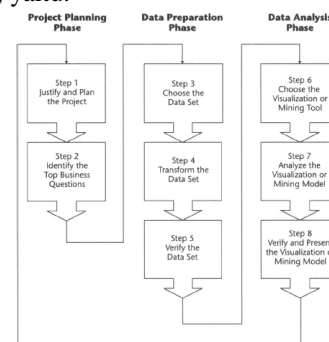 Project Planning
Phase
Step 1
Justify and Plan
the Project
Step 2
Identify the
Top Business
Questions
Data Preparation
Phase
Step 3
Choose the
Data Set
Step 4
Transform the
Data Set
Step 5
Verify the
Data Set
Data Analysis
Phase
Step 6
Choose the
Visualization or
Mining Tool
Step 7
Analyze the
Visualization or
Mining Model
Step 8
Verify and Present
the Visualization or
Mining Model